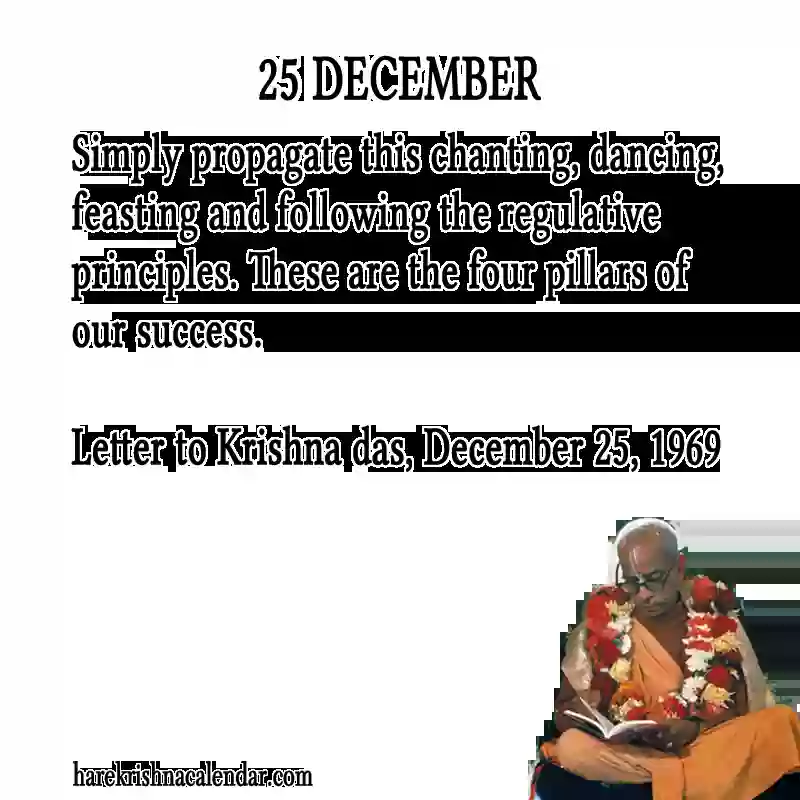 25 DECEMBER
Simply propagate this chanting, dancing,
feasting and following the regulative
principles. These are the four pillars of
our success.
Letter to Krishna das, December 25, 1969
harekrishnacalendar.com